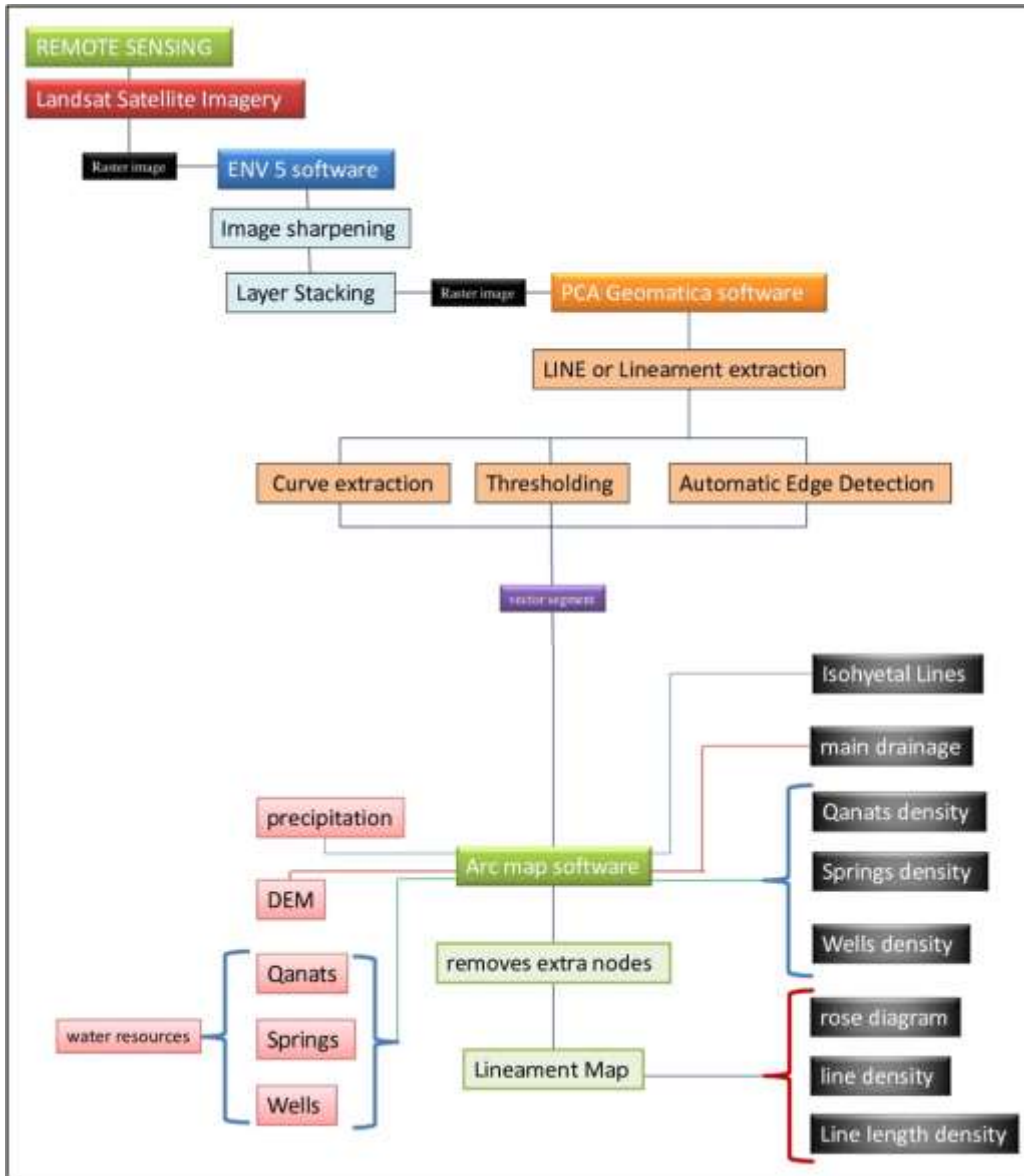 REMOTE SENSING
Landsat Satellite Imagery
Raster image
ENV 5 software
Image sharpening
Layer Stacking
Raster image
PCA Geomatica software
LINE or Lineament extraction
Curve extraction
Thresholding
Automatic Edge Detection
vector segment
Isohyetal Lines
main drainage
precipitation
Qanats density
Arc map software
Springs density
DEM
Wells density
removes extra nodes
Qanats
water resources
Springs
Wells
Lineament Map
rose diagram
line density
Line length density